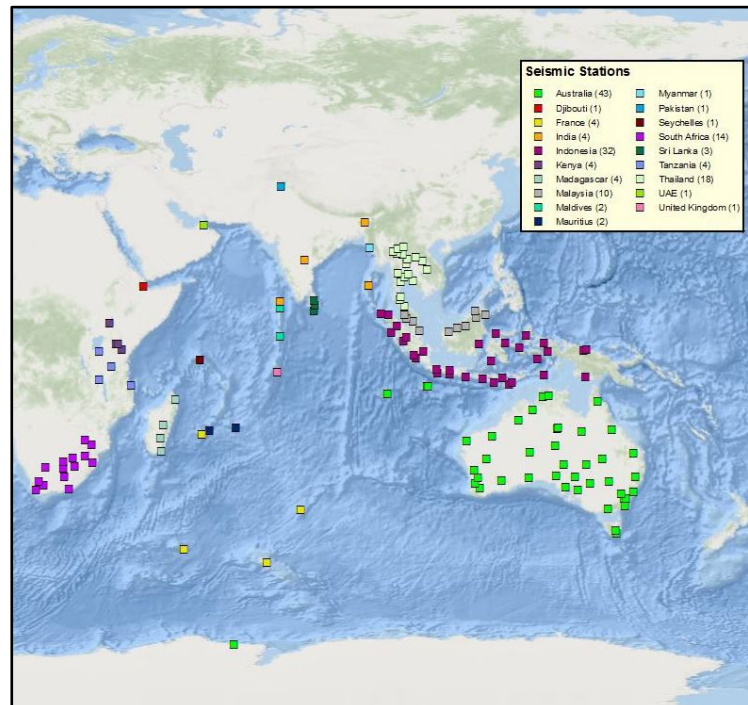 Seismic Stations
Australia (43)
Djibouti (1)
France (4)
India (4)
Indonesia (32)
Kenya (4)
Madagascar (4)
Malaysia (10)
Maldives (2)
Mauritius (2)
Myanmar (1)
Pakistan (1)
Seychelles (1)
South Africa (14)
Sri Lanka (3)
Tanzania (4)
Thailand (18)
UAE (1)
United Kingdom (1)